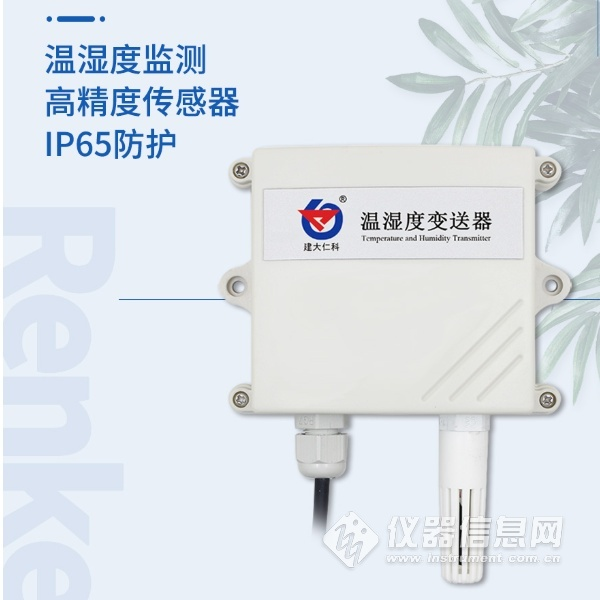 温湿度监测
高精度传感器
IP65防护
®
建大仁科
温湿度变送器
Temperature and Humidity Transmitter
Renke
仪器信息网
www.instrument.com.cn